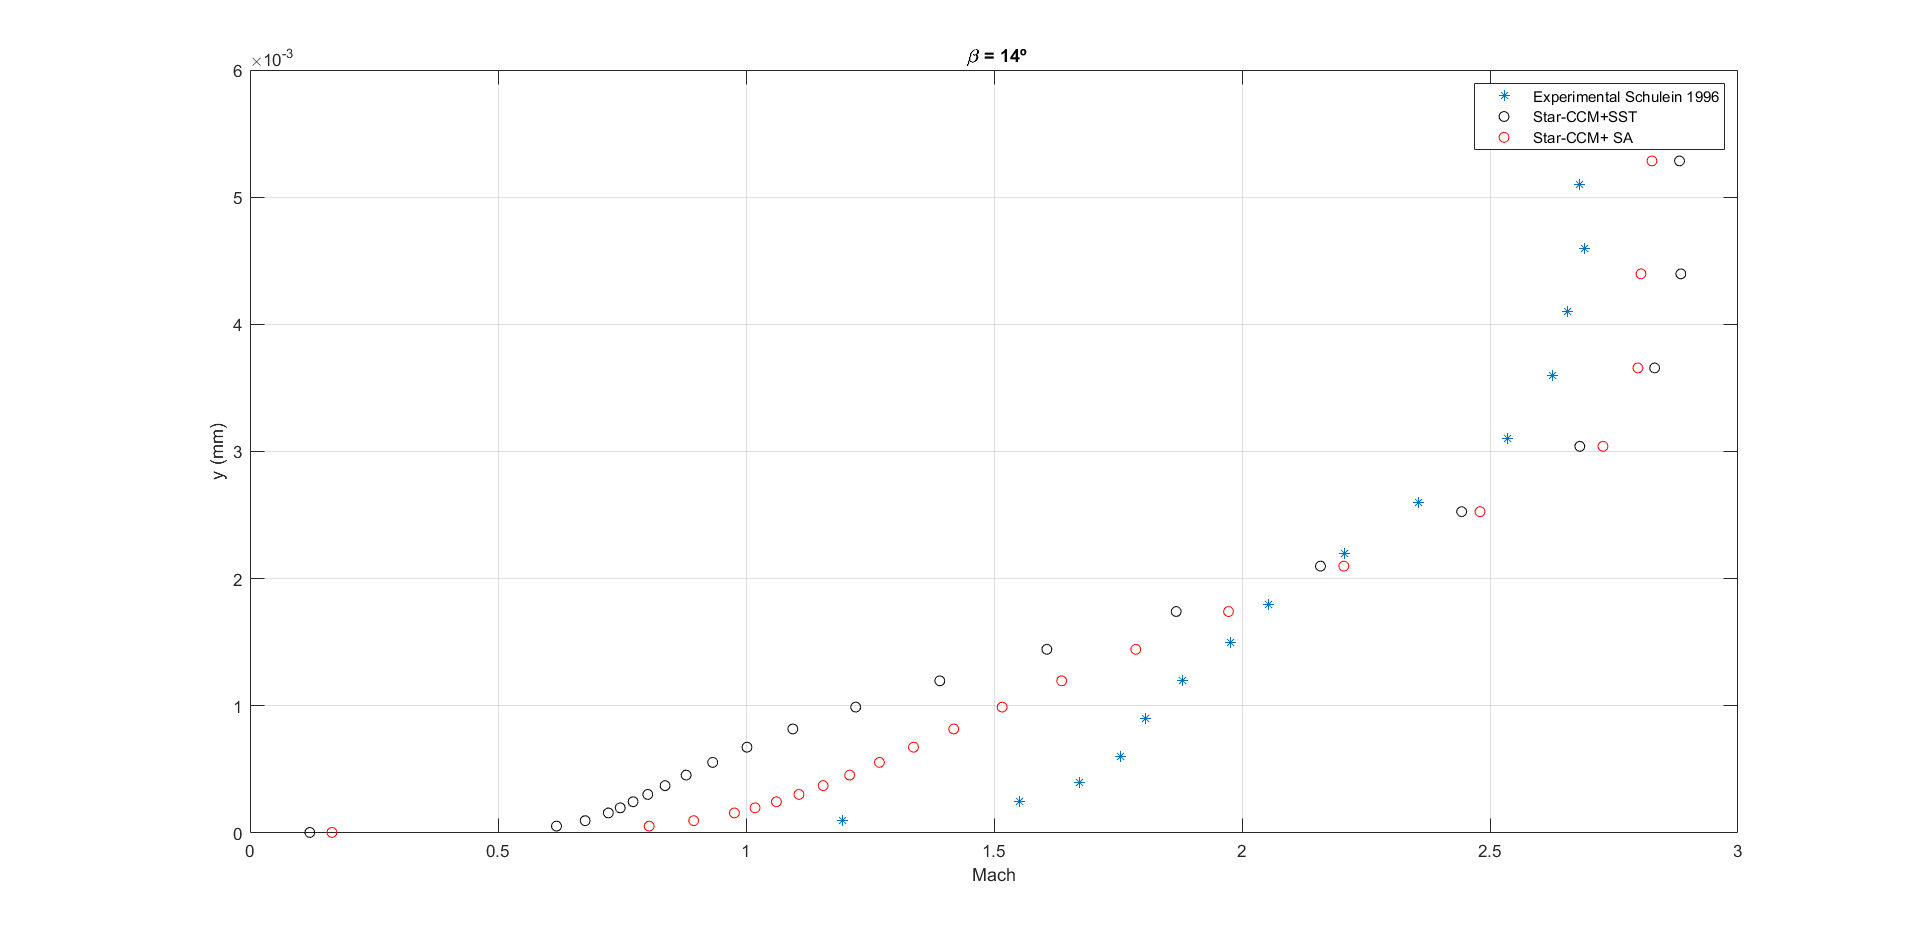 β = 14º
×10-3
6
5
4
3
2
1
0
y (mm)
0 0.5 1 1.5 2 2.5 3
Mach
Experimental Schulein 1996
Star-CCM+SST
Star-CCM+ SA